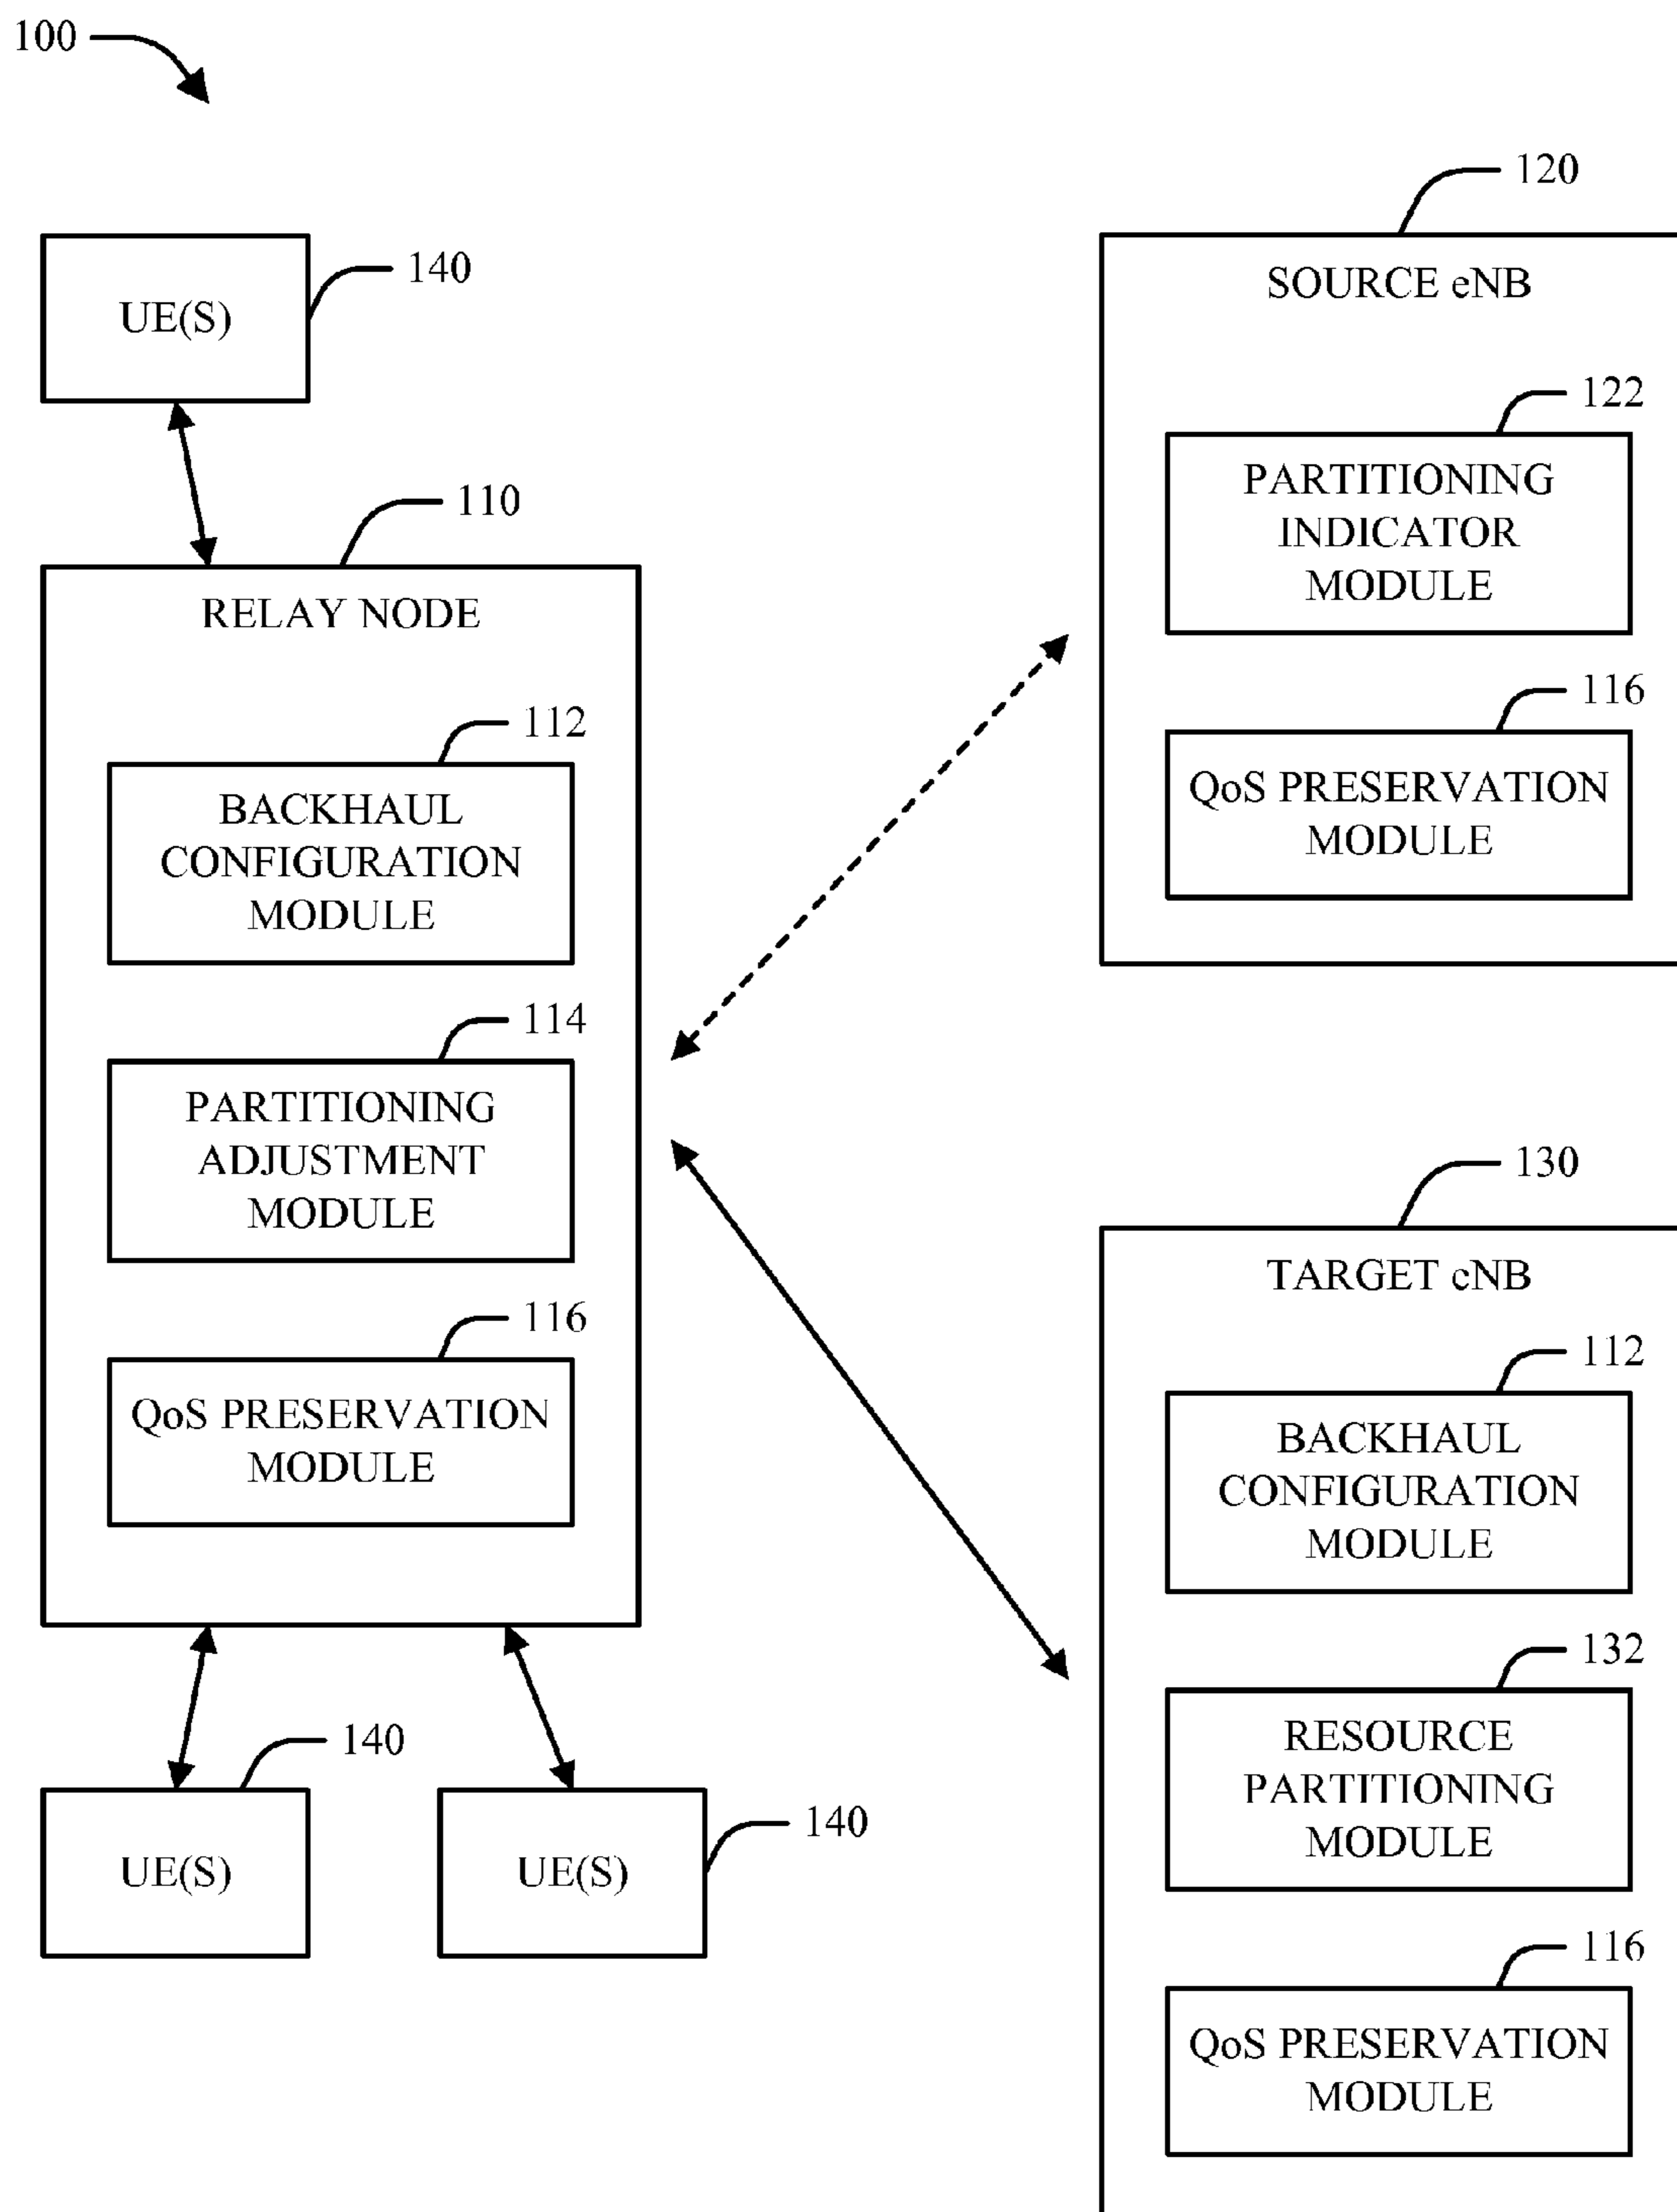 100
120
SOURCE eNB
122
PARTITIONING
INDICATOR
MODULE
116
QoS PRESERVATION
MODULE
140
UE(S)
110
RELAY NODE
112
BACKHAUL
CONFIGURATION
MODULE
114
PARTITIONING
ADJUSTMENT
MODULE
116
QoS PRESERVATION
MODULE
130
TARGET eNB
112
BACKHAUL
CONFIGURATION
MODULE
132
RESOURCE
PARTITIONING
MODULE
116
QoS PRESERVATION
MODULE
140
UE(S)
140
UE(S)